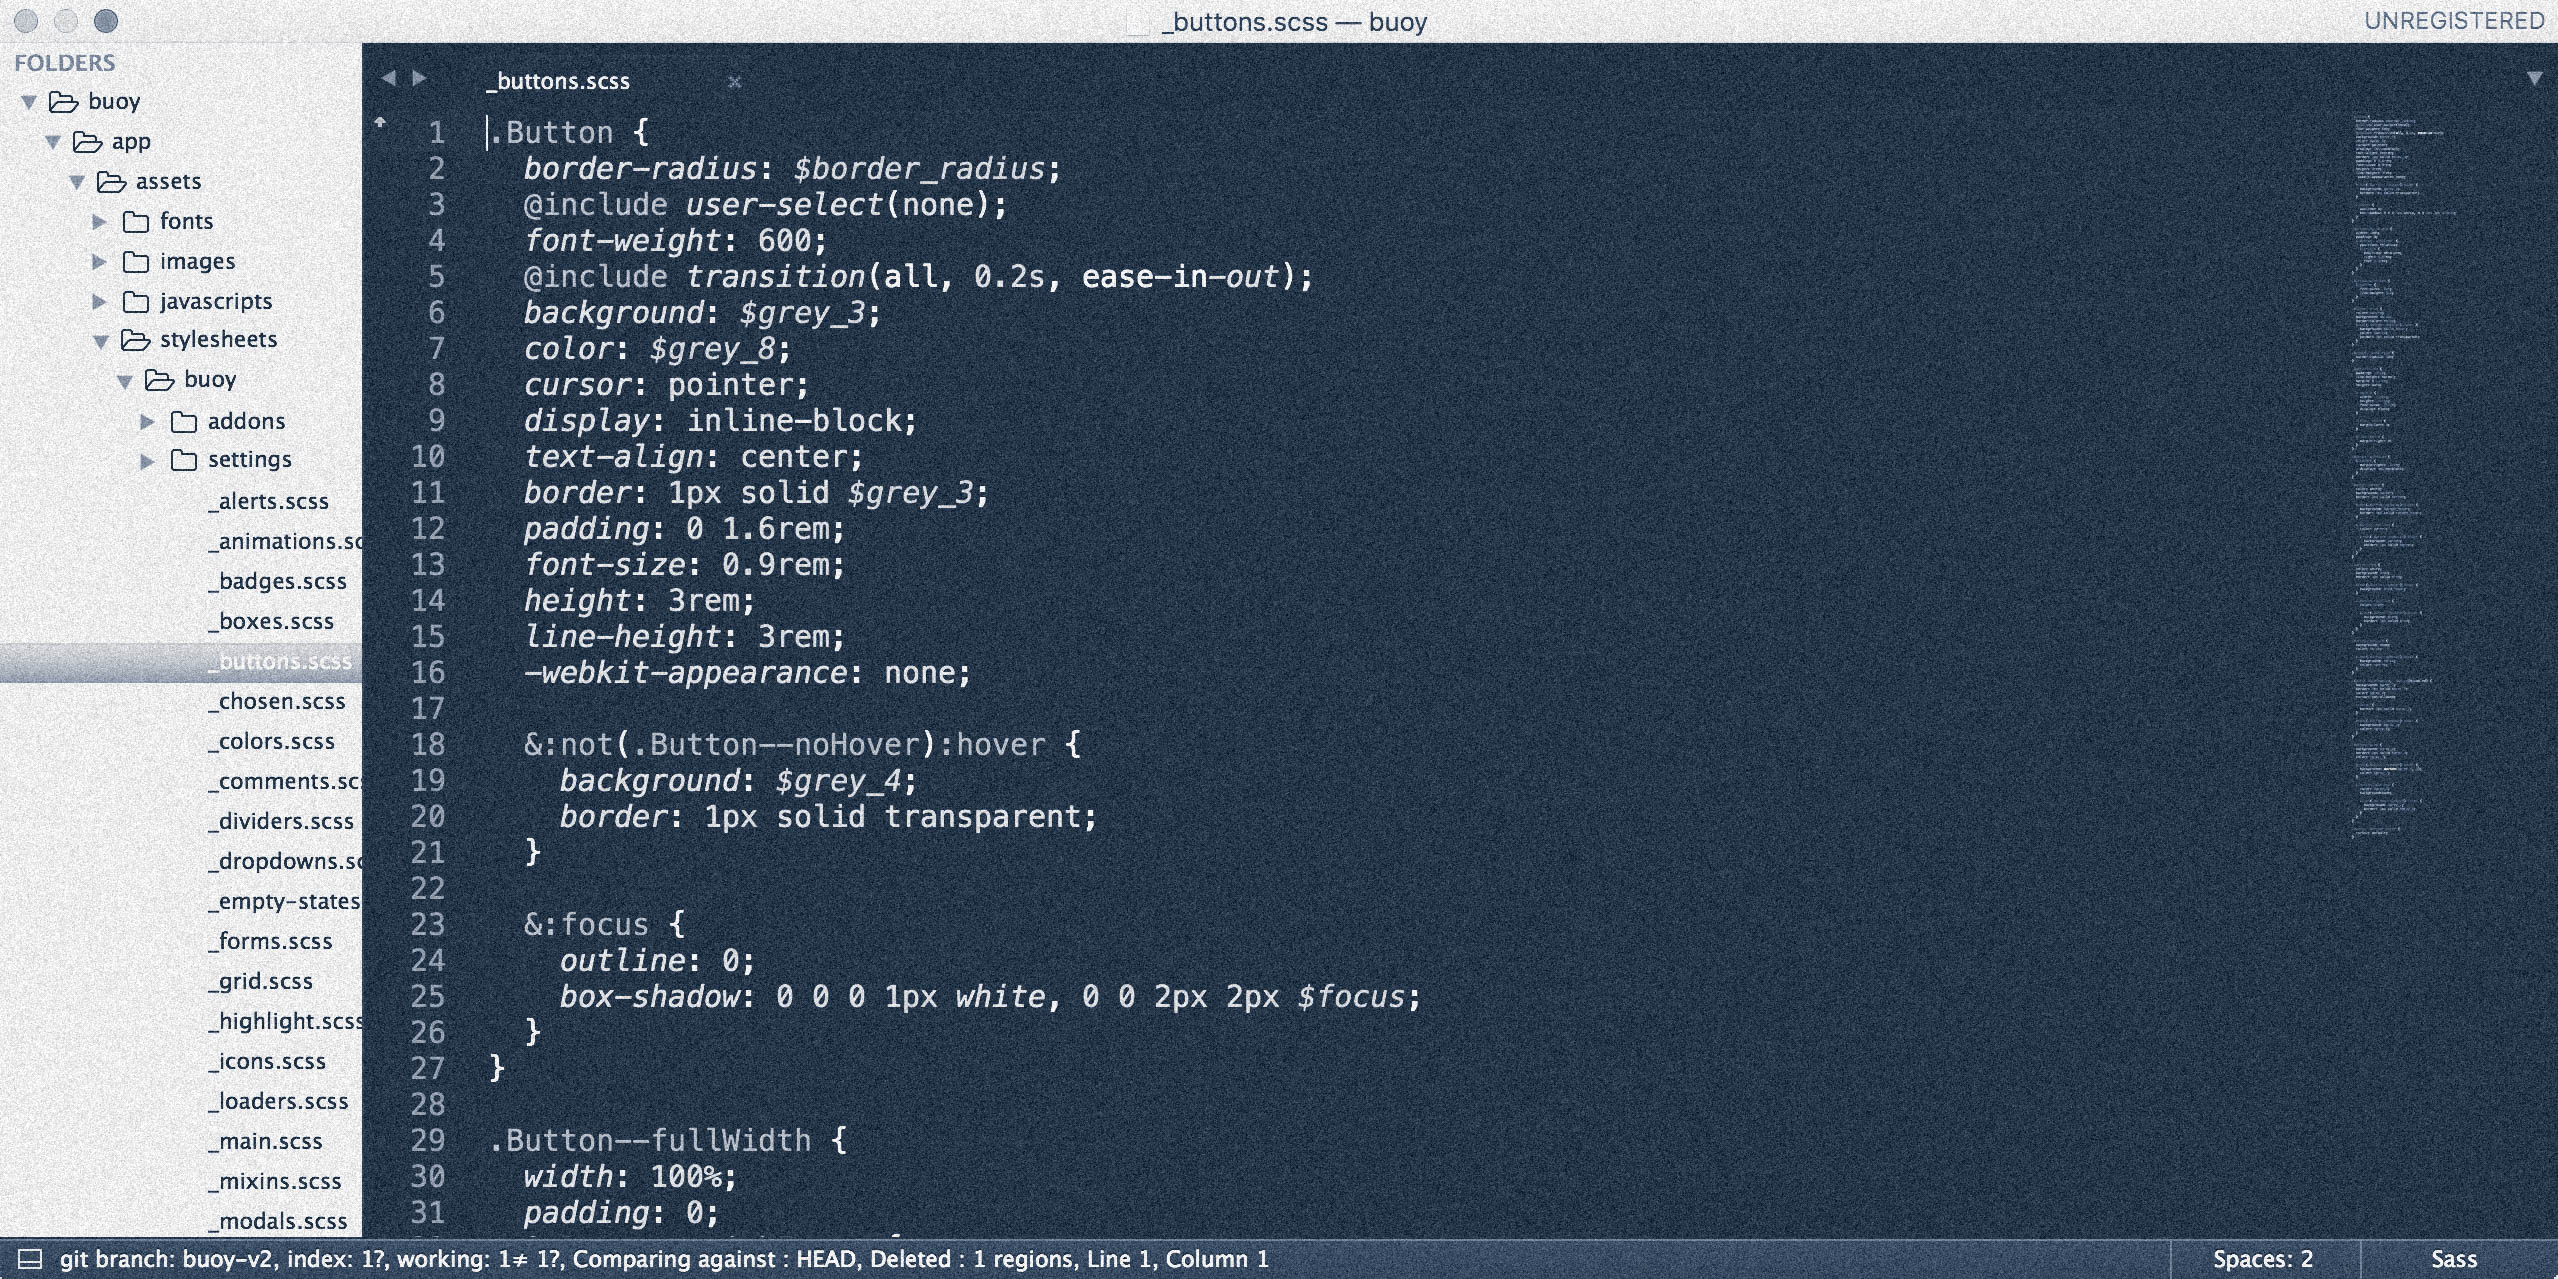 _buttons.scss — buoy
UNREGISTERED
FOLDERS
buoy
app
assets
fonts
images
javascripts
stylesheets
buoy
addons
settings
_alerts.scss
_animations.sc
_badges.scss
_boxes.scss
_buttons.scss
_chosen.scss
_colors.scss
_comments.scs
_dividers.scss
_dropdowns.sc
_empty-states
_forms.scss
_grid.scss
_highlight.scss
_icons.scss
_loaders.scss
_main.scss
_mixins.scss
_modals.scss
_buttons.scss ×
1 .Button {
2 border-radius: $border_radius;
3 @include user-select(none);
4 font-weight: 600;
5 @include transition(all, 0.2s, ease-in-out);
6 background: $grey_3;
7 color: $grey_8;
8 cursor: pointer;
9 display: inline-block;
10 text-align: center;
11 border: 1px solid $grey_3;
12 padding: 0 1.6rem;
13 font-size: 0.9rem;
14 height: 3rem;
15 line-height: 3rem;
16 -webkit-appearance: none;
17
18 &:not(.Button--noHover):hover {
19 background: $grey_4;
20 border: 1px solid transparent;
21 }
22
23 &:focus {
24 outline: 0;
25 box-shadow: 0 0 0 1px white, 0 0 2px 2px $focus;
26 }
27 }
28
29 .Button--fullWidth {
30 width: 100%;
31 padding: 0;
git branch: buoy-v2, index: 1?, working: 1≠ 1?, Comparing against : HEAD, Deleted : 1 regions, Line 1, Column 1
Spaces: 2
Sass